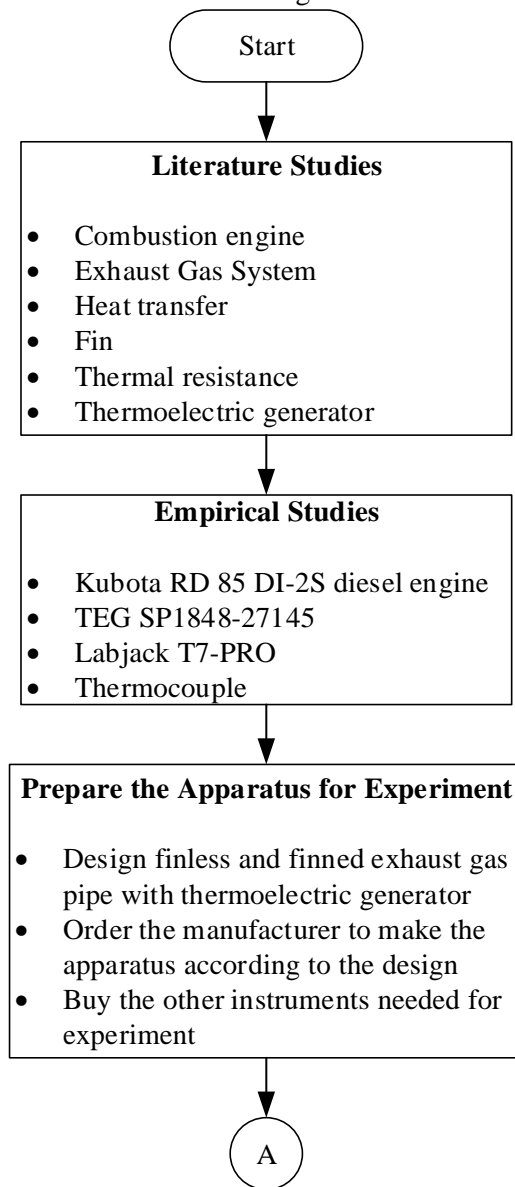 Start
Literature Studies
• Combustion engine
• Exhaust Gas System
• Heat transfer
• Fin
• Thermal resistance
• Thermoelectric generator
Empirical Studies
• Kubota RD 85 DI-2S diesel engine
• TEG SP1848-27145
• Labjack T7-PRO
• Thermocouple
Prepare the Apparatus for Experiment
• Design finless and finned exhaust gas
pipe with thermoelectric generator
• Order the manufacturer to make the
apparatus according to the design
• Buy the other instruments needed for
experiment
A